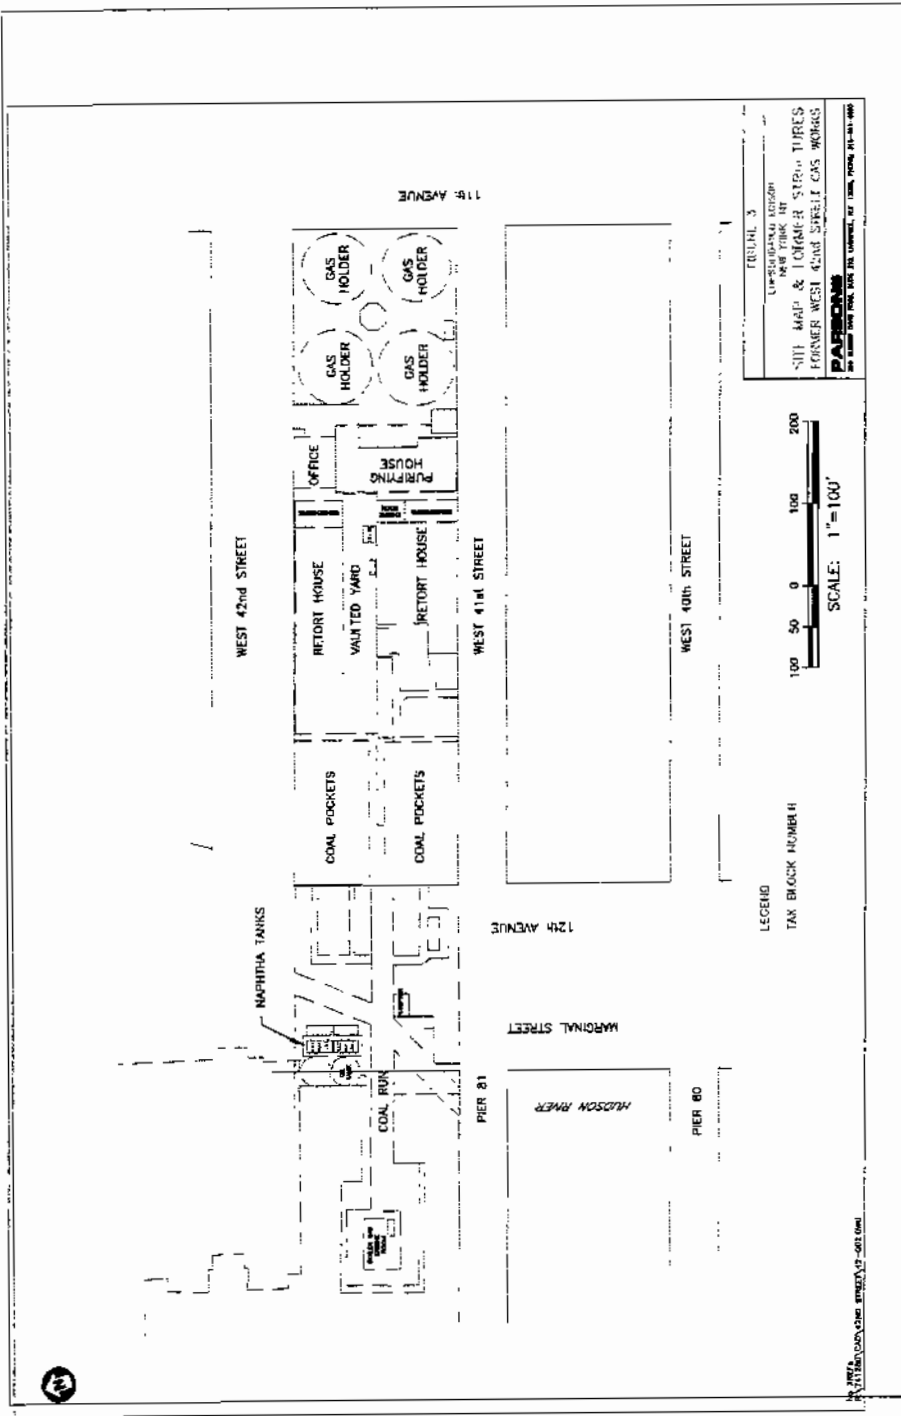 11th AVENUE
GAS
HOLDER
GAS
HOLDER
GAS
HOLDER
GAS
HOLDER
OFFICE
PURIFYING
HOUSE
WEST 42nd STREET
RETORT HOUSE
VAULTED YARD
RETORT HOUSE
WEST 41st STREET
WEST 40th STREET
COAL POCKETS
COAL POCKETS
NAPHTHA TANKS
12th AVENUE
MARGINAL STREET
COAL RUN
PIER 81
HUDSON RIVER
PIER 80
LEGEND
TAX BLOCK NUMBER
100 50 0 100 200
SCALE: 1"=100'
FIGURE 3
CONSOLIDATED EDISON
NEW YORK NY
SITE MAP & FORMER STRUCTURES
FORMER WEST 42nd STREET GAS WORKS
PARSONS
N